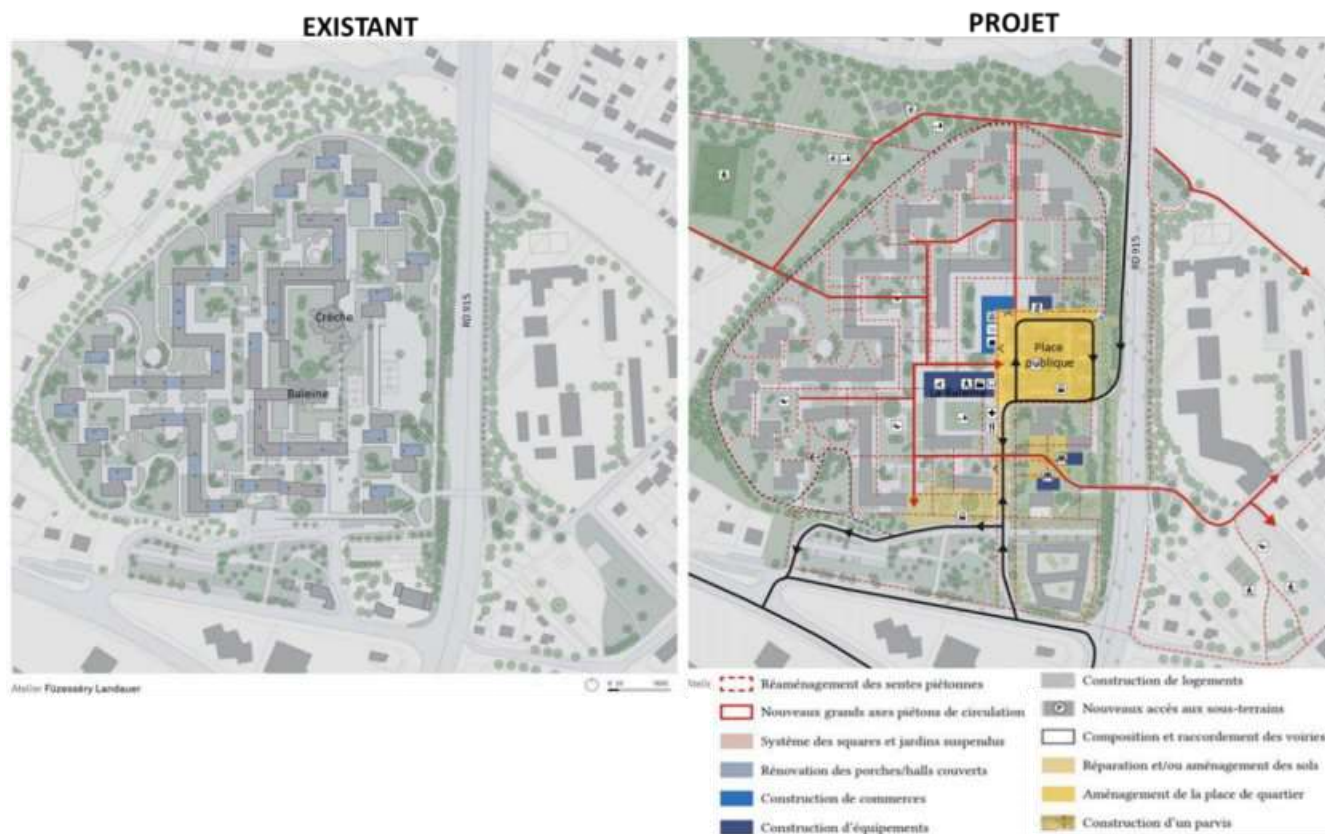 EXISTANT
PROJET
RD 915
Crèche
Baleine
RD 915
Place
publique
Atelier Füzesséry Landauer
Réaménagement des sentes piétonnes
Nouveaux grands axes piétons de circulation
Système des squares et jardins suspendus
Rénovation des porches/halls couverts
Construction de commerces
Construction d'équipements
Construction de logements
Nouveaux accès aux sous-terrains
Composition et raccordement des voiries
Réparation et/ou aménagement des sols
Aménagement de la place de quartier
Construction d'un parvis